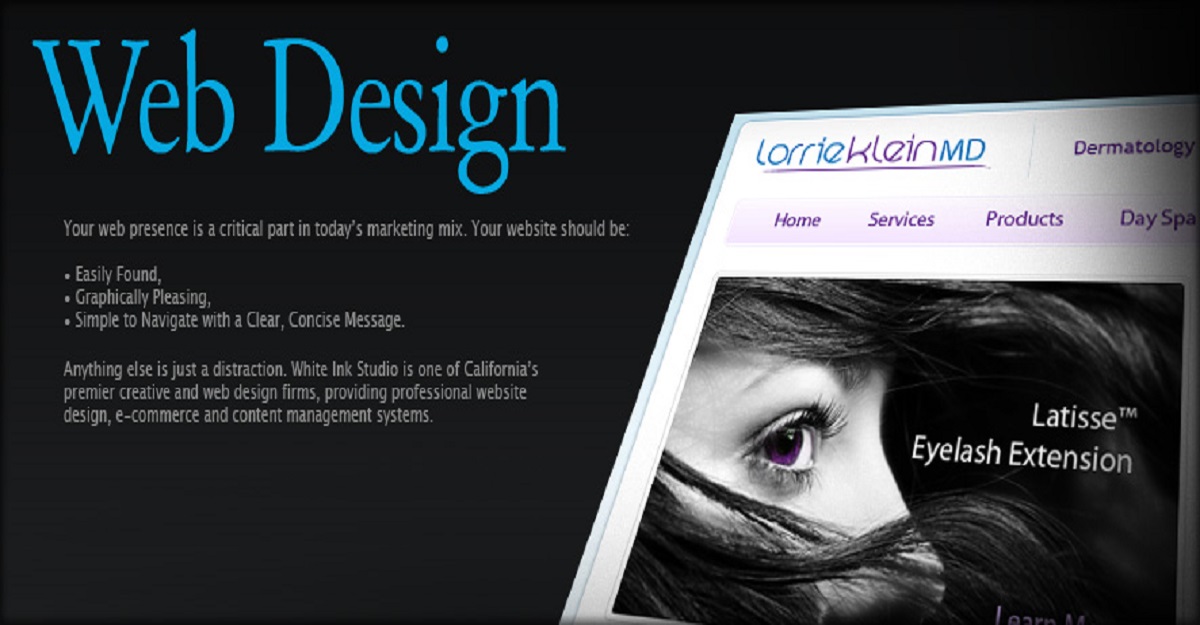 Web Design
Your web presence is a critical part in today's marketing mix. Your website should be:
• Easily Found,
• Graphically Pleasing,
• Simple to Navigate with a Clear, Concise Message.
Anything else is just a distraction. White Ink Studio is one of California's
premier creative and web design firms, providing professional website
design, e-commerce and content management systems.
lorriekleinMD
Dermatology
Home Services Products Day Spa
Latisse™
Eyelash Extension
Learn